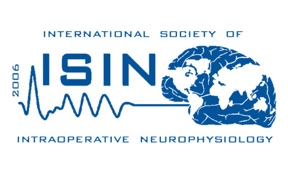 INTERNATIONAL SOCIETY OF
2006
ISIN
INTRAOPERATIVE NEUROPHYSIOLOGY